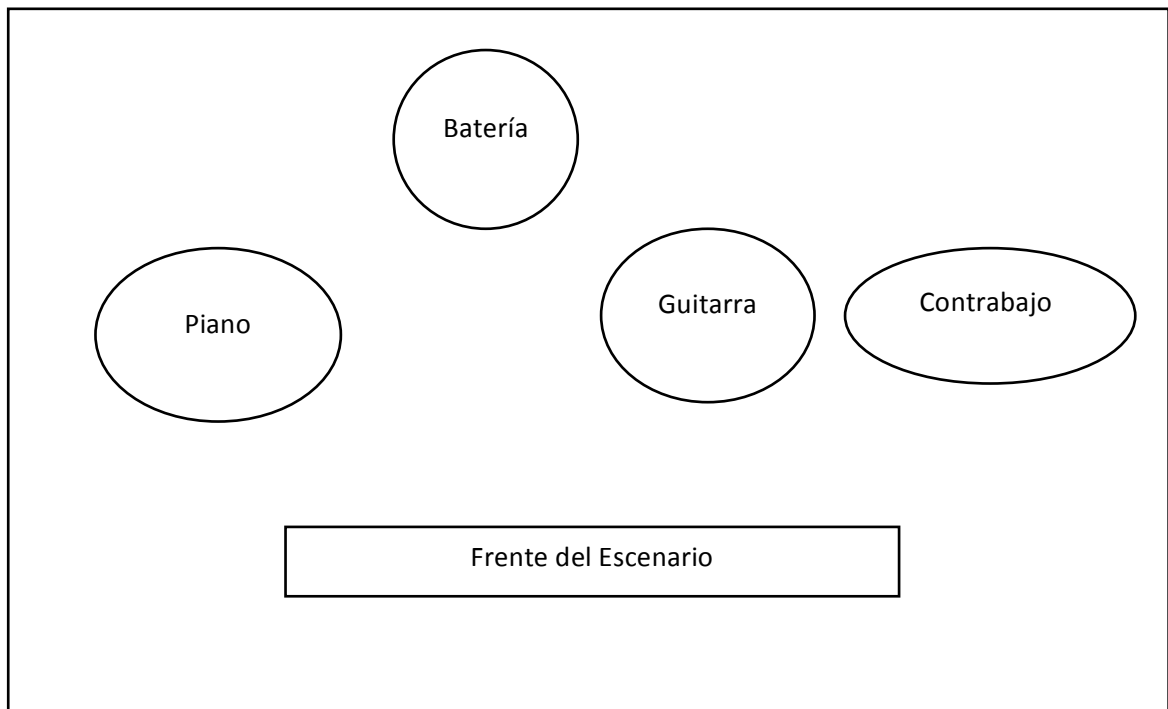 Batería
Piano
Guitarra
Contrabajo
Frente del Escenario